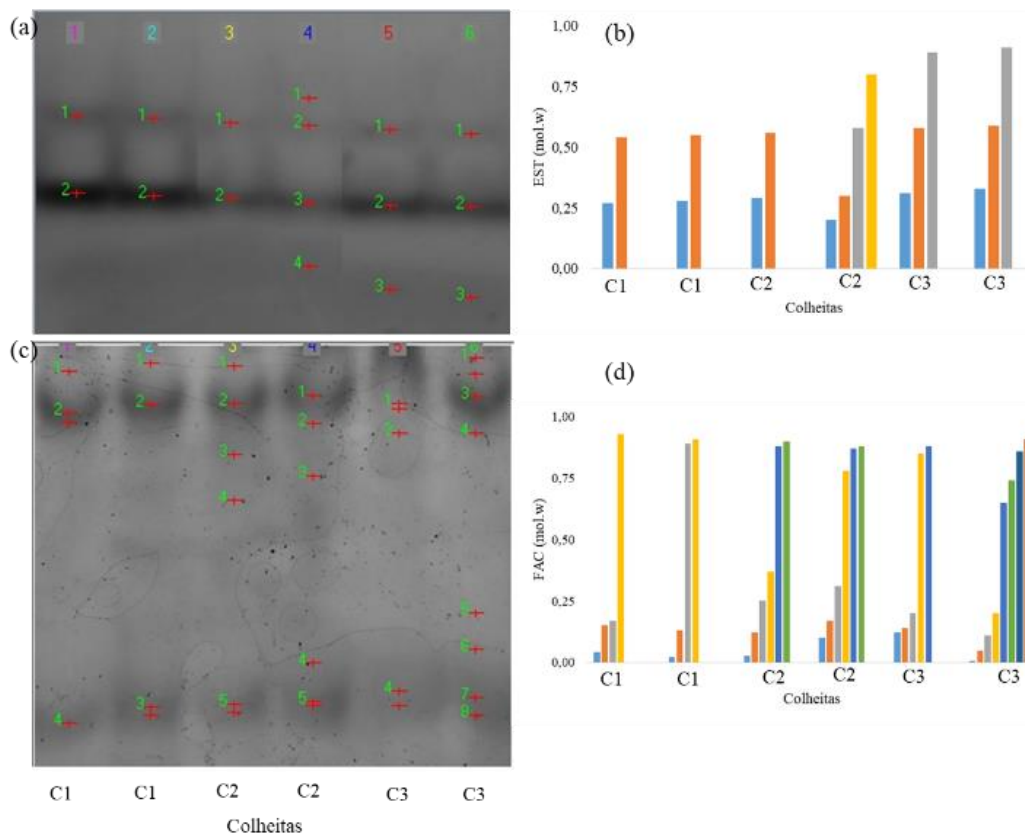 (a)
1 2 3 4 5 6
1 1 1 1 2 1 1
2 2 2 3 2 2
4 3 3
(b)
EST (mol.w)
1,00
0,75
0,50
0,25
0,00
C1 C1 C2 C2 C3 C3
Colheitas
(c)
2 3 4 5
1 1 1 1
2 2 2 1 3
2 4
3 3
4
4
3 5 5 4 7
4 8
C1 C1 C2 C2 C3 C3
Colheitas
(d)
FAC (mol.w)
1,00
0,75
0,50
0,25
0,00
C1 C1 C2 C2 C3 C3
Colheitas